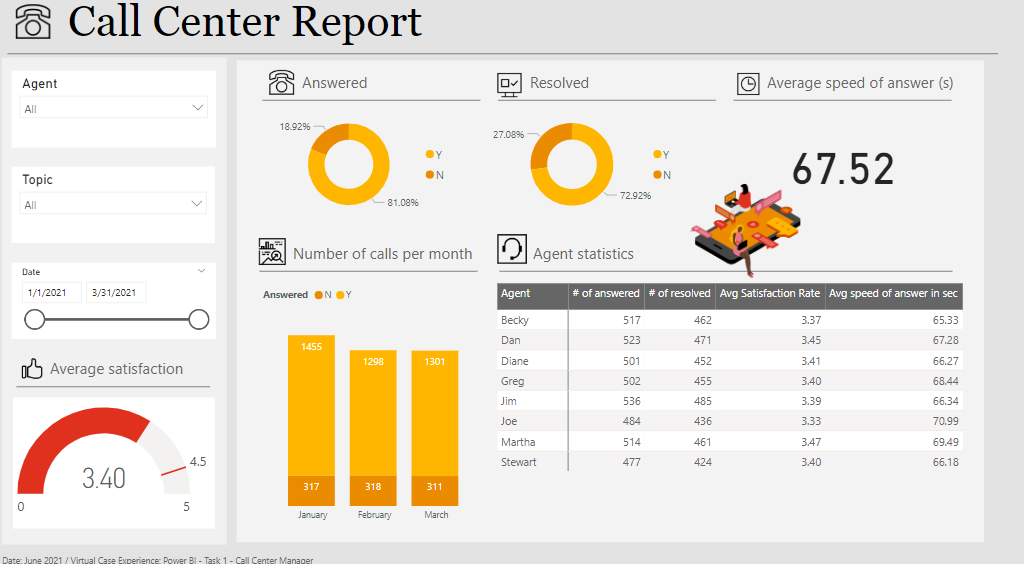 Call Center Report
Agent
All
Topic
All
Date
1/1/2021 3/31/2021
Average satisfaction
3.40
4.5
0 5
Answered
18.92%
Y
N
81.08%
Resolved
27.08%
Y
N
72.92%
Average speed of answer (s)
67.52
Number of calls per month
Answered N Y
1455 1298 1301
317 318 311
January February March
Agent statistics
Agent # of answered # of resolved Avg Satisfaction Rate Avg speed of answer in sec
Becky 517 462 3.37 65.33
Dan 523 471 3.45 67.28
Diane 501 452 3.41 66.27
Greg 502 455 3.40 68.44
Jim 536 485 3.39 66.34
Joe 484 436 3.33 70.99
Martha 514 461 3.47 69.49
Stewart 477 424 3.40 66.18
Date: June 2021 / Virtual Case Experience: Power BI - Task 1 - Call Center Manager